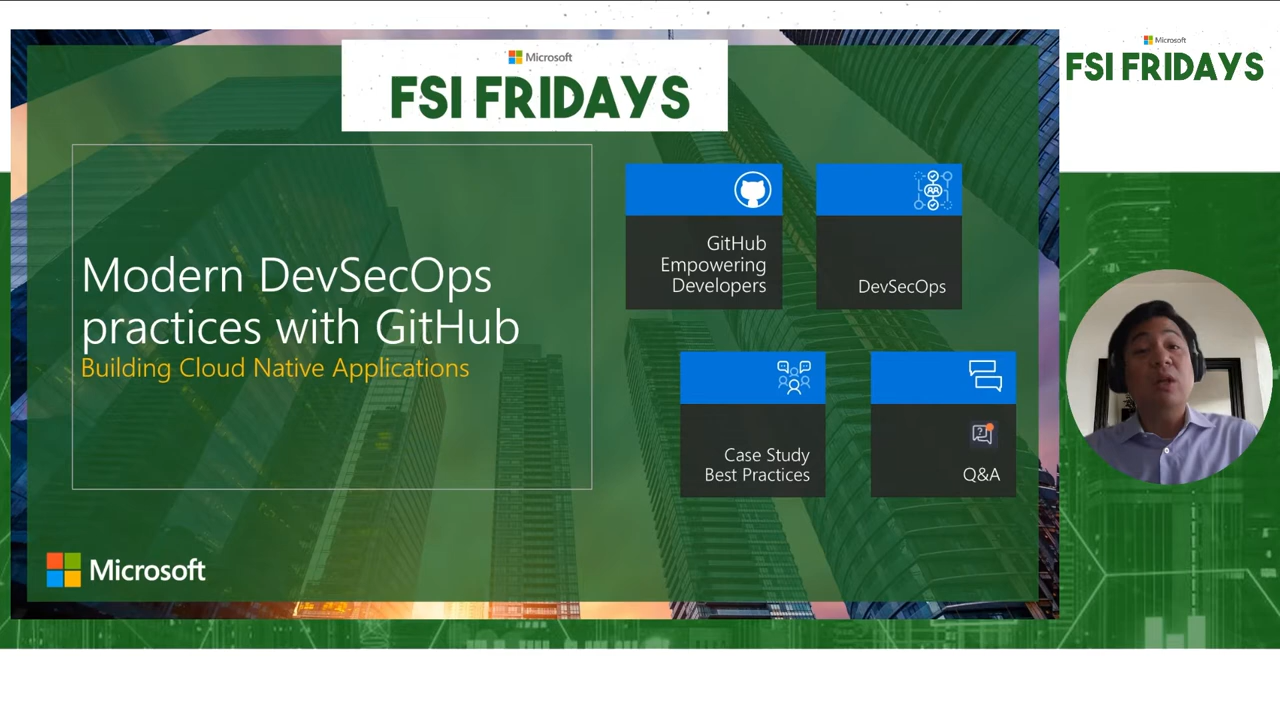 Microsoft
FSI FRIDAYS
Microsoft
FSI FRIDAYS
Modern DevSecOps
practices with GitHub
Building Cloud Native Applications
GitHub
Empowering
Developers
DevSecOps
Case Study
Best Practices
Q&A
Microsoft